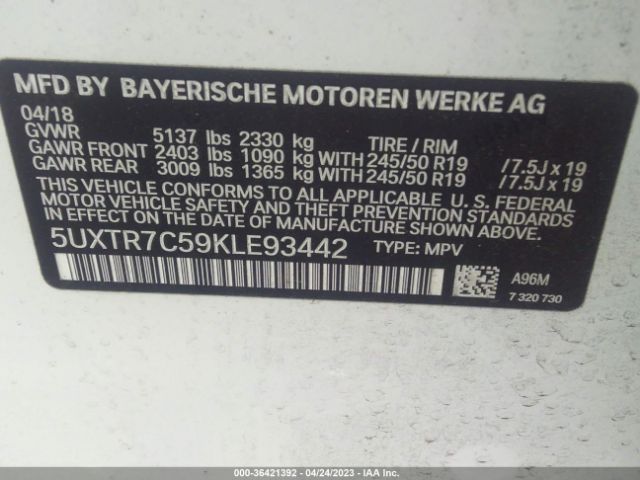 MFD BY BAYERISCHE MOTOREN WERKE AG
04/18
GVWR 5137 lbs 2330 kg TIRE / RIM
GAWR FRONT 2403 lbs 1090 kg WITH 245/50 R19 /7.5J x 19
GAWR REAR 3009 lbs 1365 kg WITH 245/50 R19 /7.5J x 19
THIS VEHICLE CONFORMS TO ALL APPLICABLE U.S. FEDERAL
MOTOR VEHICLE SAFETY AND THEFT PREVENTION STANDARDS
IN EFFECT ON THE DATE OF MANUFACTURE SHOWN ABOVE.
5UXTR7C59KLE93442 TYPE: MPV
A96M
7 320 730
000-36421392 - 04/24/2023 - IAAI.COM